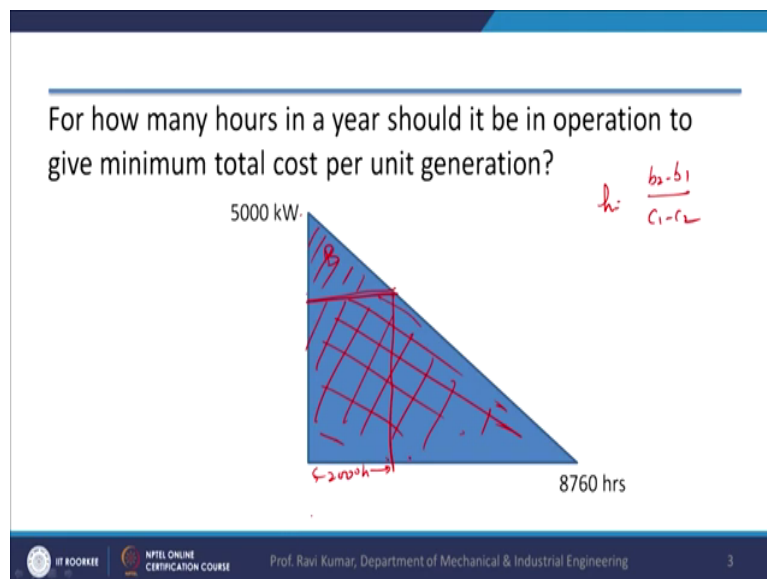 For how many hours in a year should it be in operation to
give minimum total cost per unit generation?
b2-b1
h=
c1-c2
5000 kW
B
2000h
8760 hrs
IIT ROORKEE
NPTEL ONLINE
CERTIFICATION COURSE
Prof. Ravi Kumar, Department of Mechanical & Industrial Engineering
3